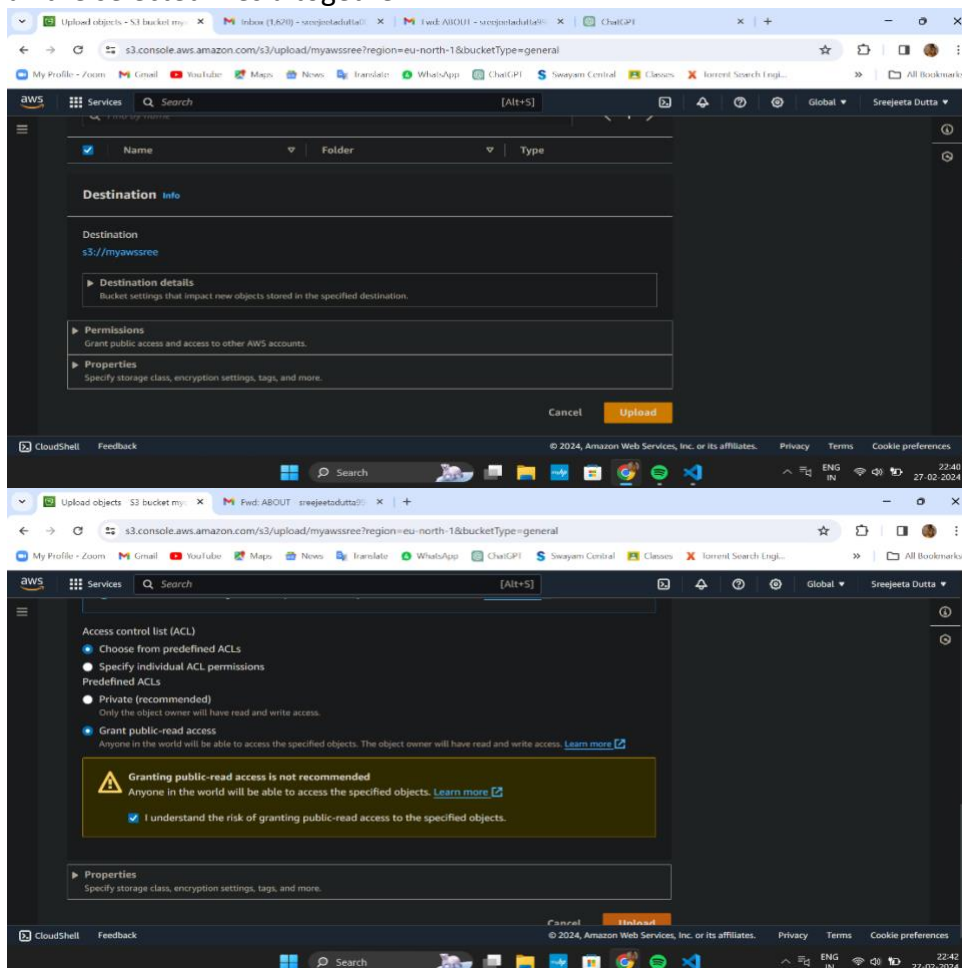 all the selected files altogether.
Upload objects - S3 bucket my Inbox (1,620) - sreejeetadutta Fwd: ABOUT - sreejeetadutta95 ChatGPT
s3.console.aws.amazon.com/s3/upload/myawssree?region=eu-north-1&bucketType=general
My Profile - Zoom Gmail YouTube Maps News Translate WhatsApp ChatGPT Swayam Central Classes Torrent Search Engi... » All Bookmarks
aws Services Search [Alt+S] Global Sreejeeta Dutta
Find by name 1
Name Folder Type
Destination Info
Destination
s3://myawssree
Destination details
Bucket settings that impact new objects stored in the specified destination.
Permissions
Grant public access and access to other AWS accounts.
Properties
Specify storage class, encryption settings, tags, and more.
Cancel Upload
CloudShell Feedback © 2024, Amazon Web Services, Inc. or its affiliates. Privacy Terms Cookie preferences
Search ENG IN 22:40
27-02-2024
Upload objects - S3 bucket my Fwd: ABOUT - sreejeetadutta95
s3.console.aws.amazon.com/s3/upload/myawssree?region=eu-north-1&bucketType=general
My Profile - Zoom Gmail YouTube Maps News Translate WhatsApp ChatGPT Swayam Central Classes Torrent Search Engi... » All Bookmarks
aws Services Search [Alt+S] Global Sreejeeta Dutta
Access control list (ACL)
Choose from predefined ACLs
Specify individual ACL permissions
Predefined ACLs
Private (recommended)
Only the object owner will have read and write access.
Grant public-read access
Anyone in the world will be able to access the specified objects. The object owner will have read and write access. Learn more
Granting public-read access is not recommended
Anyone in the world will be able to access the specified objects. Learn more
I understand the risk of granting public-read access to the specified objects.
Properties
Specify storage class, encryption settings, tags, and more.
Cancel Upload
CloudShell Feedback © 2024, Amazon Web Services, Inc. or its affiliates. Privacy Terms Cookie preferences
Search ENG IN 22:42
27-02-2024